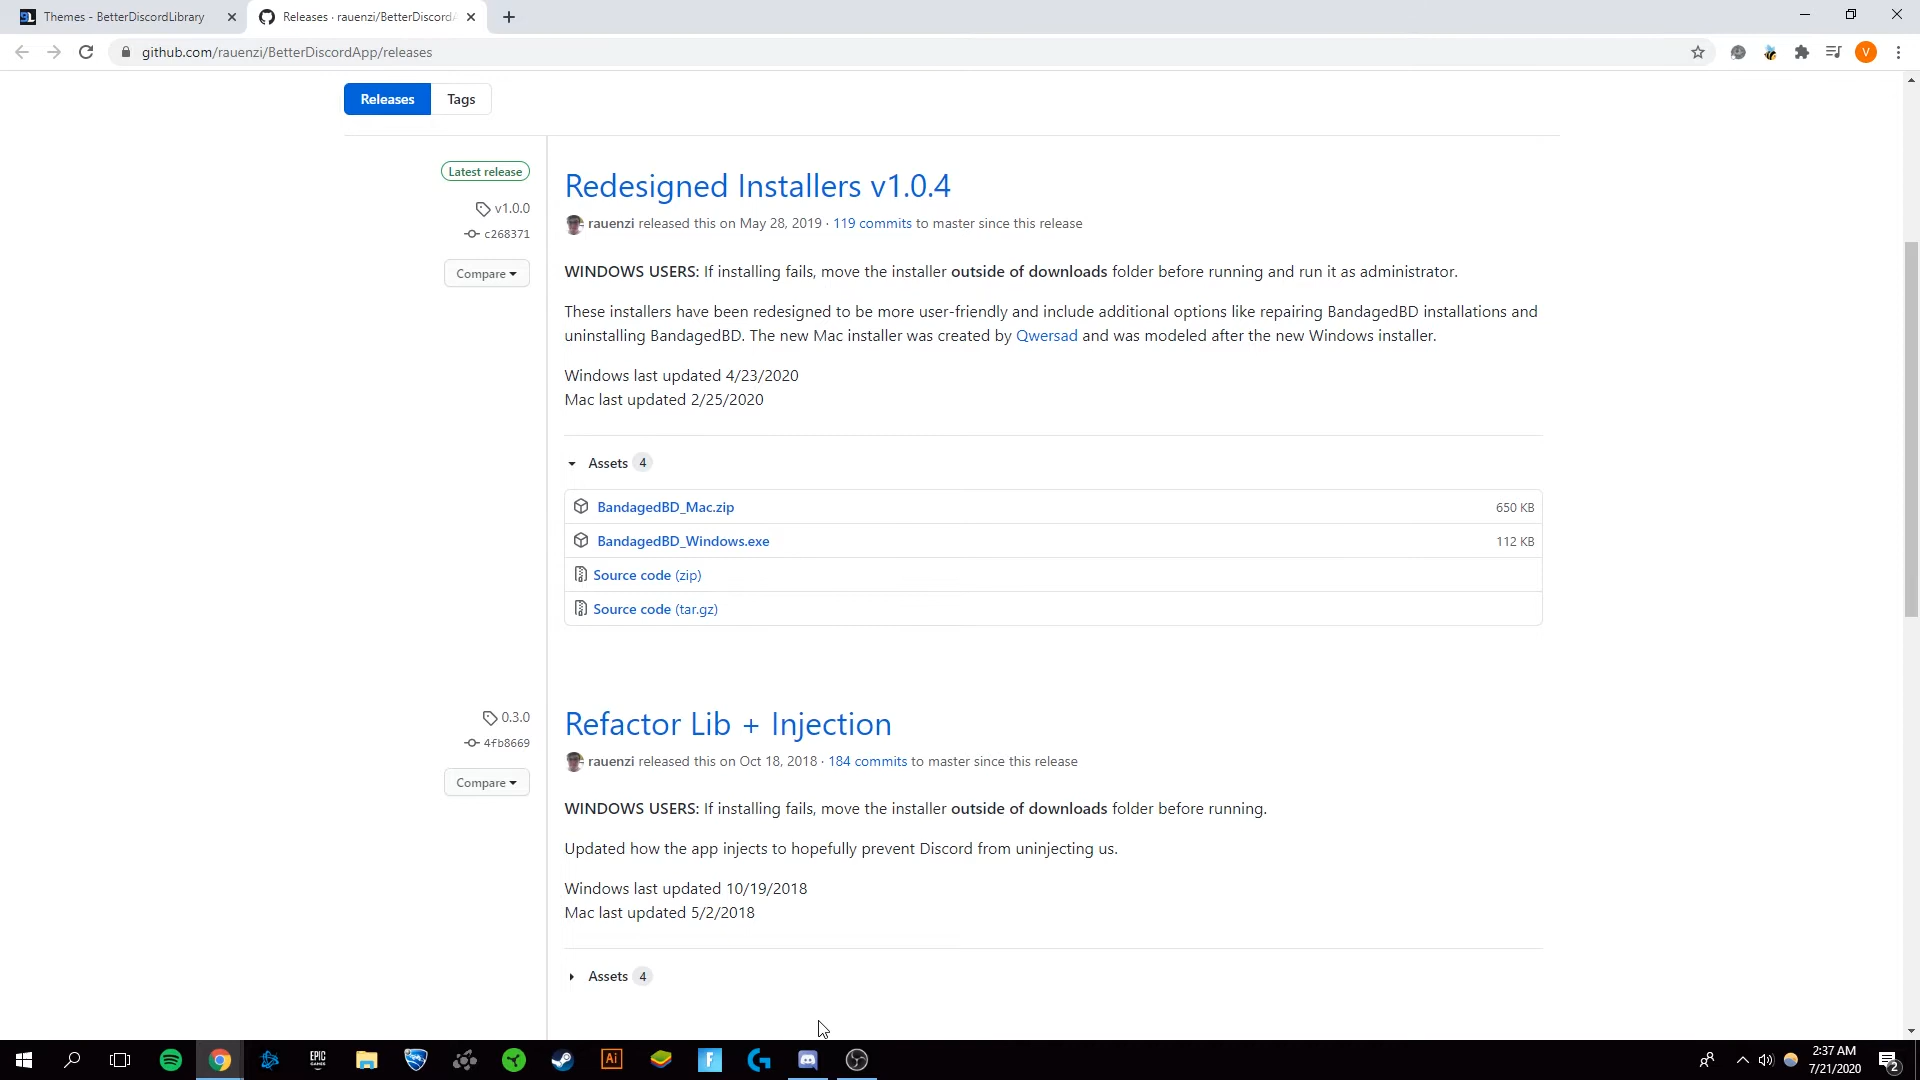 Themes - BetterDiscordLibrary
Releases · rauenzi/BetterDiscordA
github.com/rauenzi/BetterDiscordApp/releases
V
Releases
Tags
Latest release
v1.0.0
c268371
Compare
Redesigned Installers v1.0.4
rauenzi released this on May 28, 2019 · 119 commits to master since this release
WINDOWS USERS: If installing fails, move the installer outside of downloads folder before running and run it as administrator.
These installers have been redesigned to be more user-friendly and include additional options like repairing BandagedBD installations and
uninstalling BandagedBD. The new Mac installer was created by Qwersad and was modeled after the new Windows installer.
Windows last updated 4/23/2020
Mac last updated 2/25/2020
Assets 4
BandagedBD_Mac.zip 650 KB
BandagedBD_Windows.exe 112 KB
Source code (zip)
Source code (tar.gz)
0.3.0
4fb8669
Compare
Refactor Lib + Injection
rauenzi released this on Oct 18, 2018 · 184 commits to master since this release
WINDOWS USERS: If installing fails, move the installer outside of downloads folder before running.
Updated how the app injects to hopefully prevent Discord from uninjecting us.
Windows last updated 10/19/2018
Mac last updated 5/2/2018
Assets 4
EPIC
GAMES
Ai
F
2:37 AM
7/21/2020
2